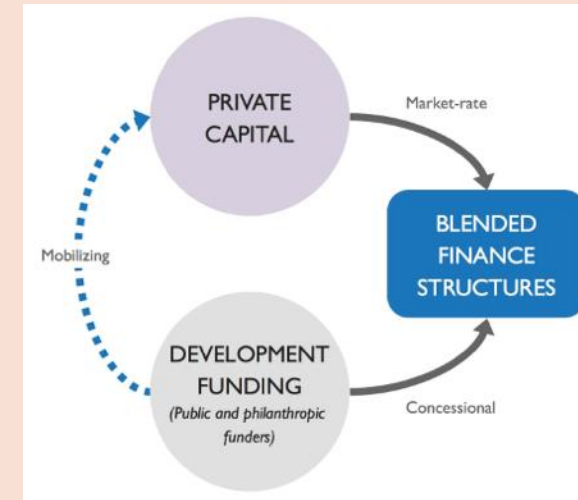 PRIVATE
CAPITAL
Market-rate
BLENDED
FINANCE
STRUCTURES
Mobilizing
DEVELOPMENT
FUNDING
(Public and philanthropic
funders)
Concessional